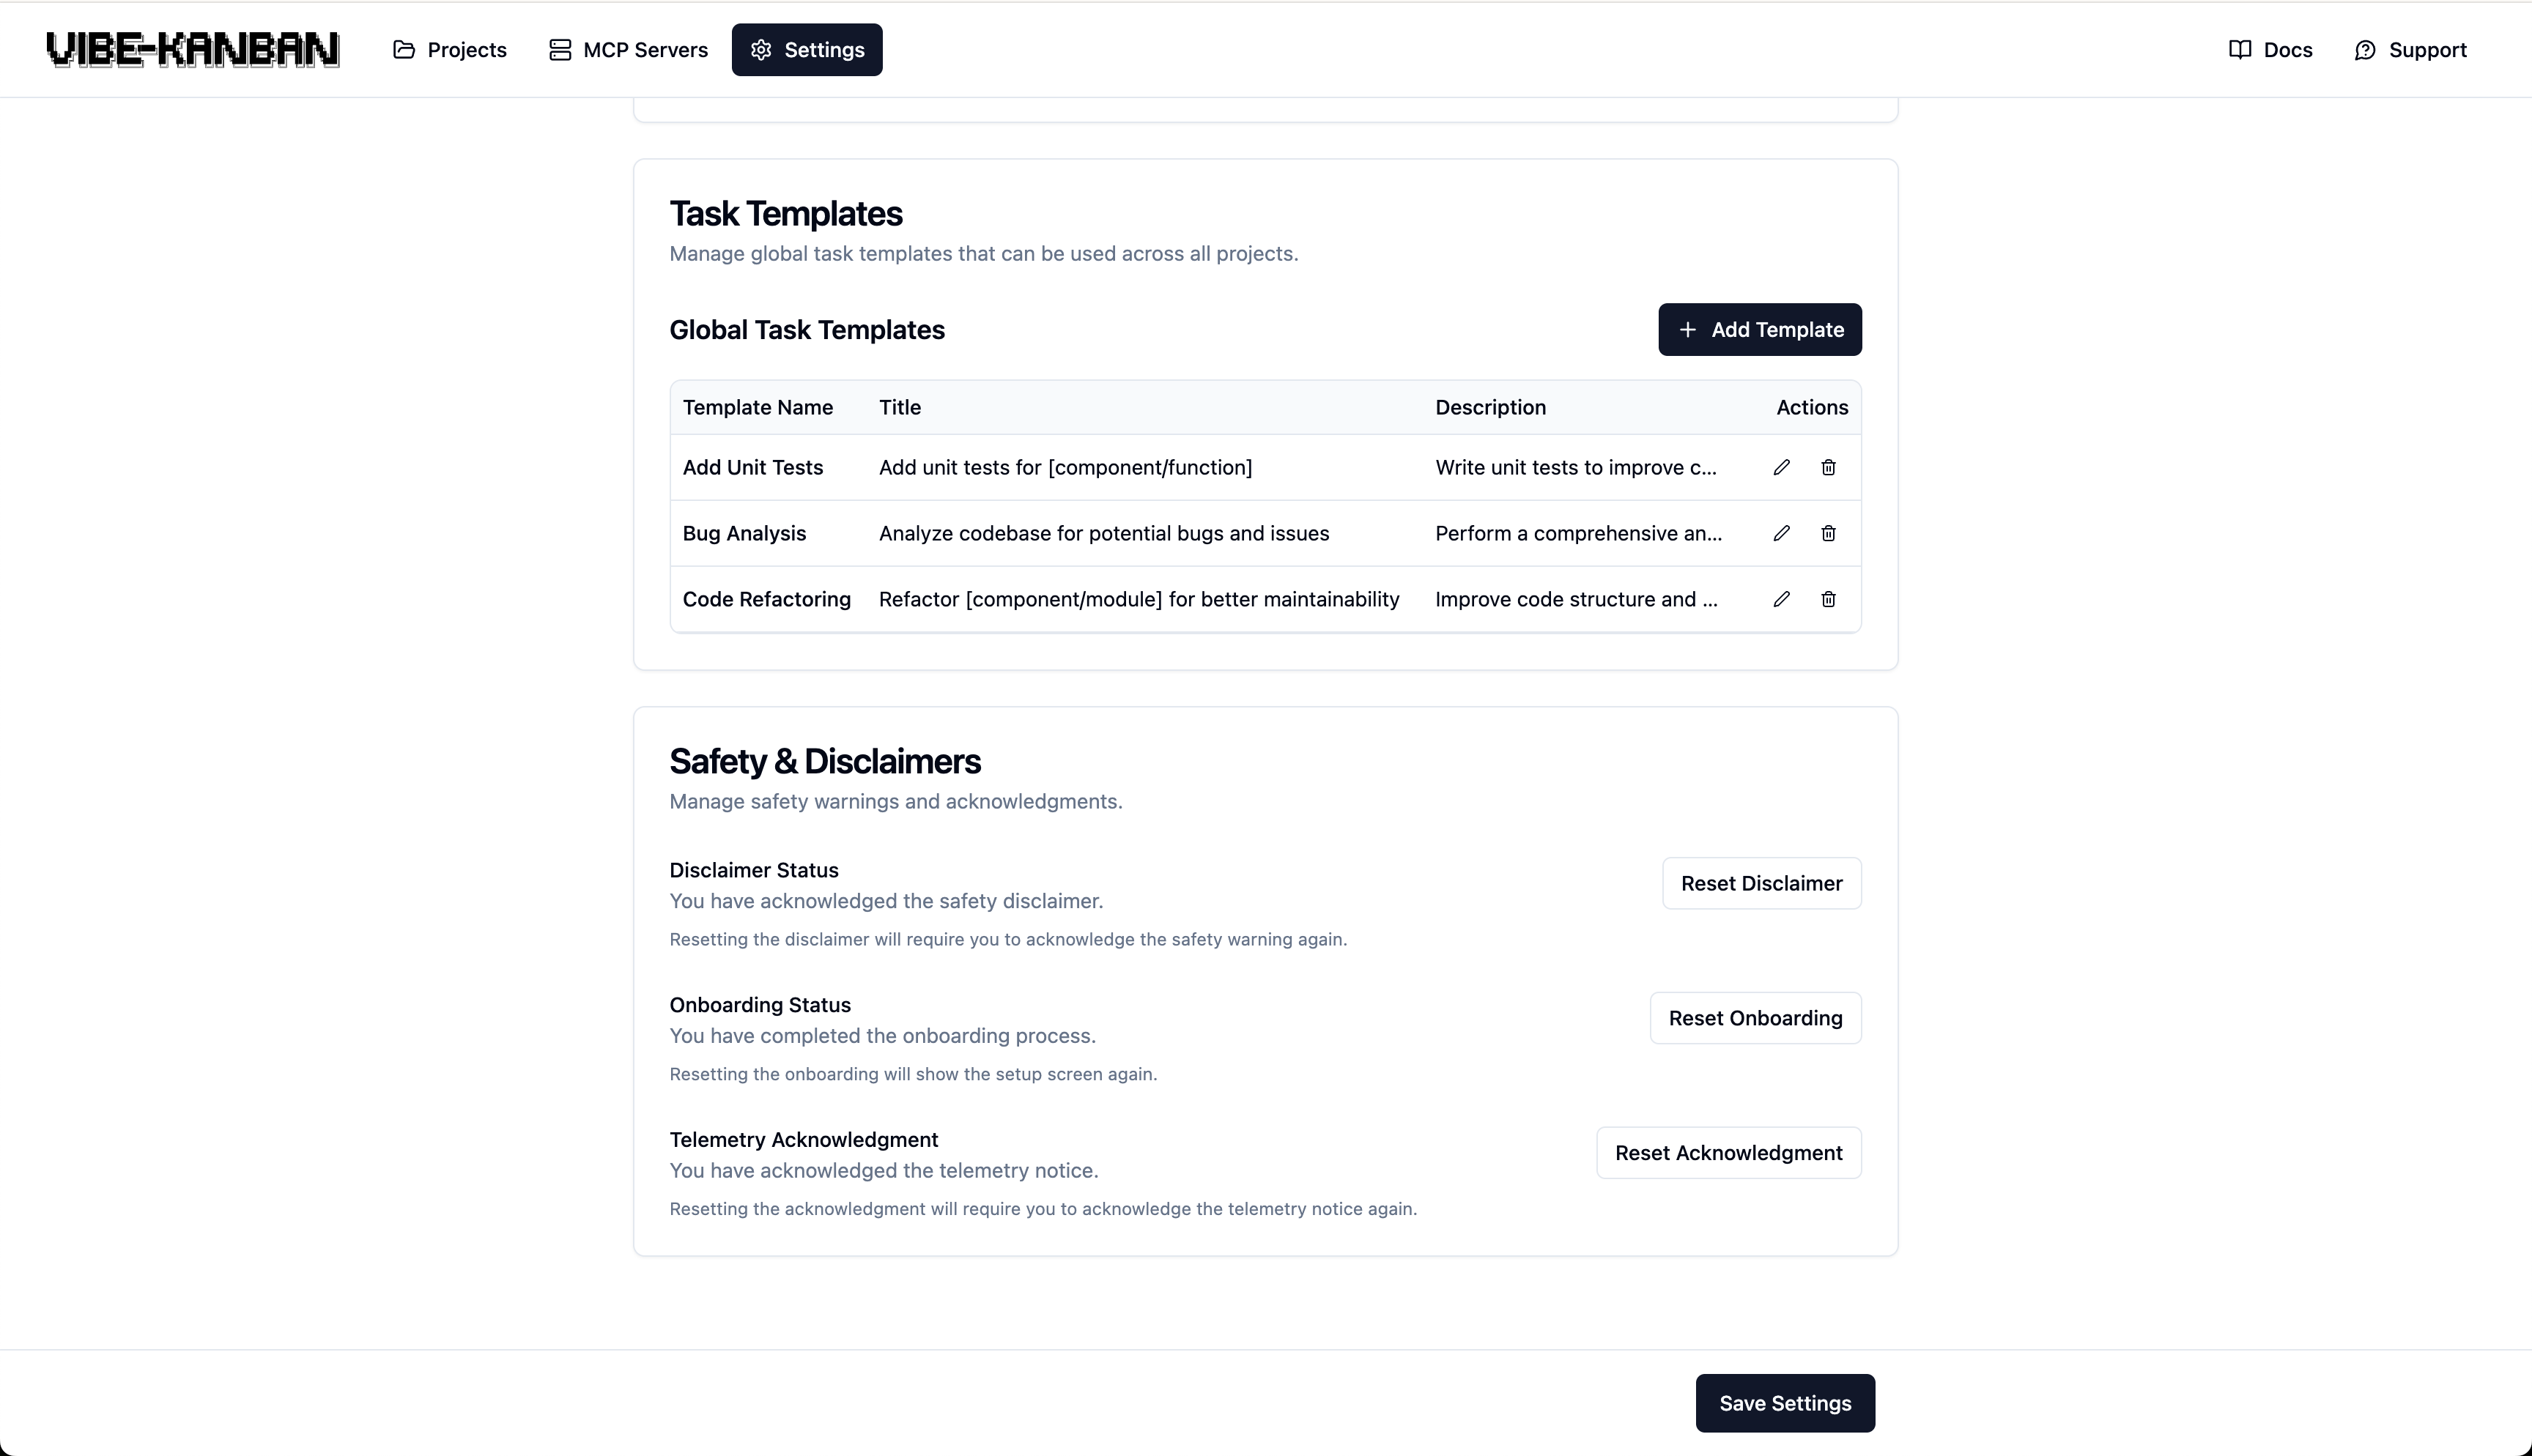 VIBE-KANBAN
Projects
MCP Servers
Settings
Docs
Support
Task Templates
Manage global task templates that can be used across all projects.
Global Task Templates
Add Template
Template Name Title Description Actions
Add Unit Tests Add unit tests for [component/function] Write unit tests to improve c...
Bug Analysis Analyze codebase for potential bugs and issues Perform a comprehensive an...
Code Refactoring Refactor [component/module] for better maintainability Improve code structure and ...
Safety & Disclaimers
Manage safety warnings and acknowledgments.
Disclaimer Status
You have acknowledged the safety disclaimer.
Reset Disclaimer
Resetting the disclaimer will require you to acknowledge the safety warning again.
Onboarding Status
You have completed the onboarding process.
Reset Onboarding
Resetting the onboarding will show the setup screen again.
Telemetry Acknowledgment
You have acknowledged the telemetry notice.
Reset Acknowledgment
Resetting the acknowledgment will require you to acknowledge the telemetry notice again.
Save Settings